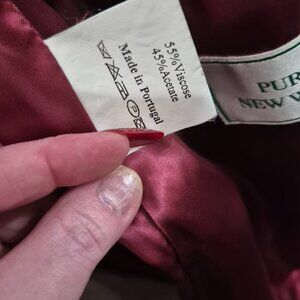 55%Viscose
45%Acetate
Made in Portugal
PUR
NEW W